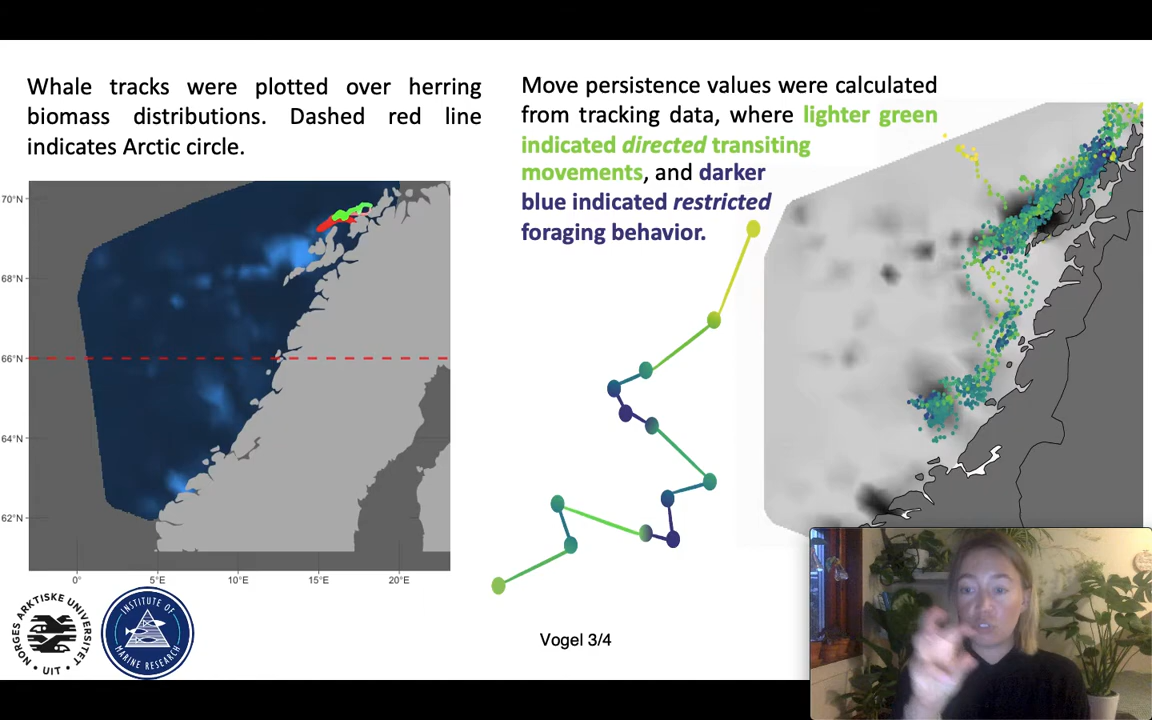 Whale tracks were plotted over herring
biomass distributions. Dashed red line
indicates Arctic circle.
Move persistence values were calculated
from tracking data, where lighter green
indicated directed transiting
movements, and darker
blue indicated restricted
foraging behavior.
70°N
68°N
66°N
64°N
62°N
0°
5°E
10°E
15°E
20°E
NORGES ARKTISKE UNIVERSITET
• UIT •
INSTITUTE OF
MARINE RESEARCH
Vogel 3/4